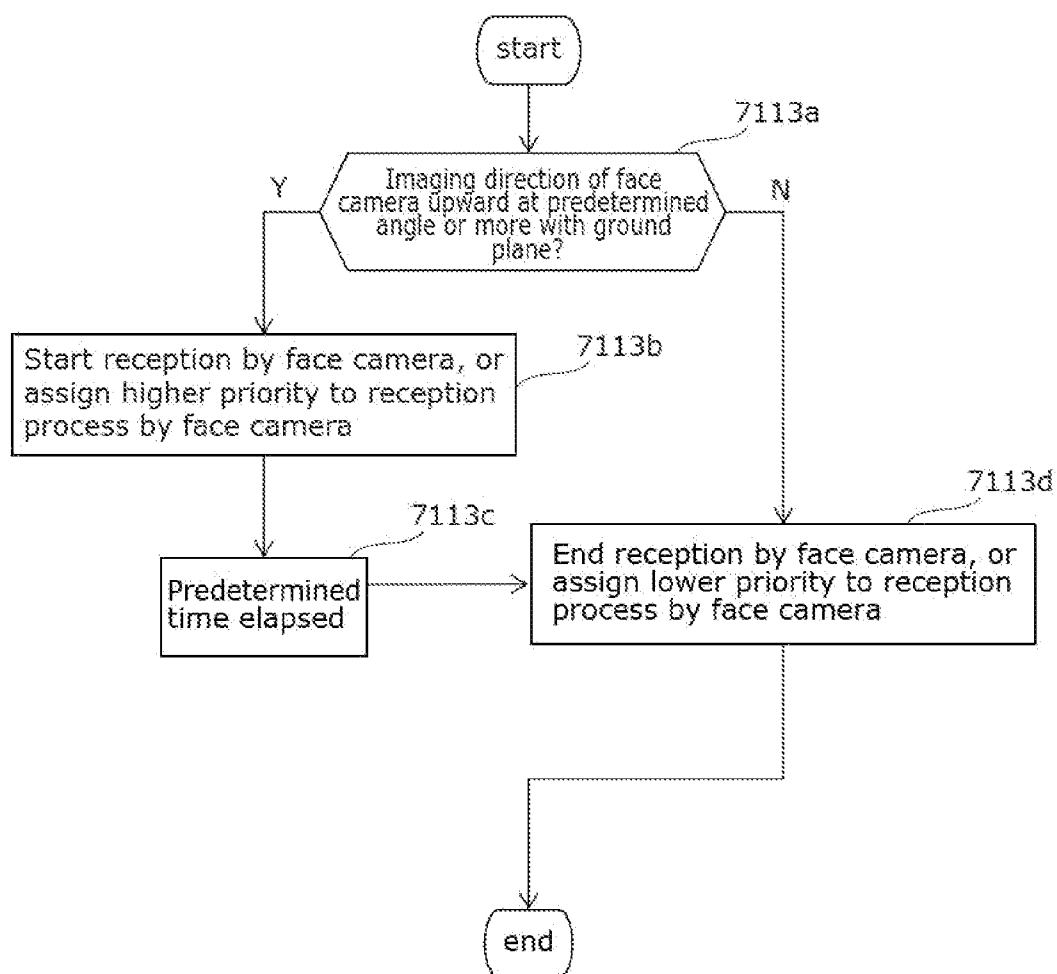 start
7113a
Imaging direction of face
camera upward at predetermined
angle or more with ground
plane?
Y
N
7113b
Start reception by face camera, or
assign higher priority to reception
process by face camera
7113c
Predetermined
time elapsed
7113d
End reception by face camera, or
assign lower priority to reception
process by face camera
end